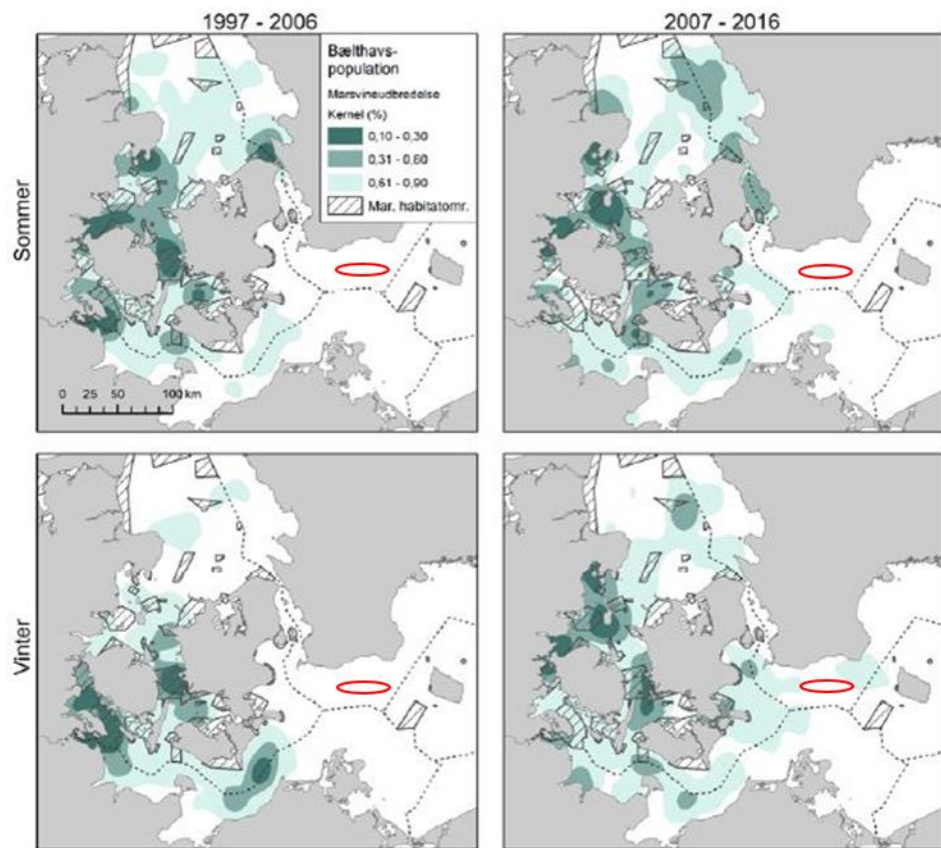 1997 - 2006
2007 - 2016
Sommer
Bælthavs-
population
Marsvineudbredelse
Kernel (%)
0,10 - 0,30
0,31 - 0,60
0,61 - 0,90
Mar. habitatomr.
0 25 50 100 km
Vinter